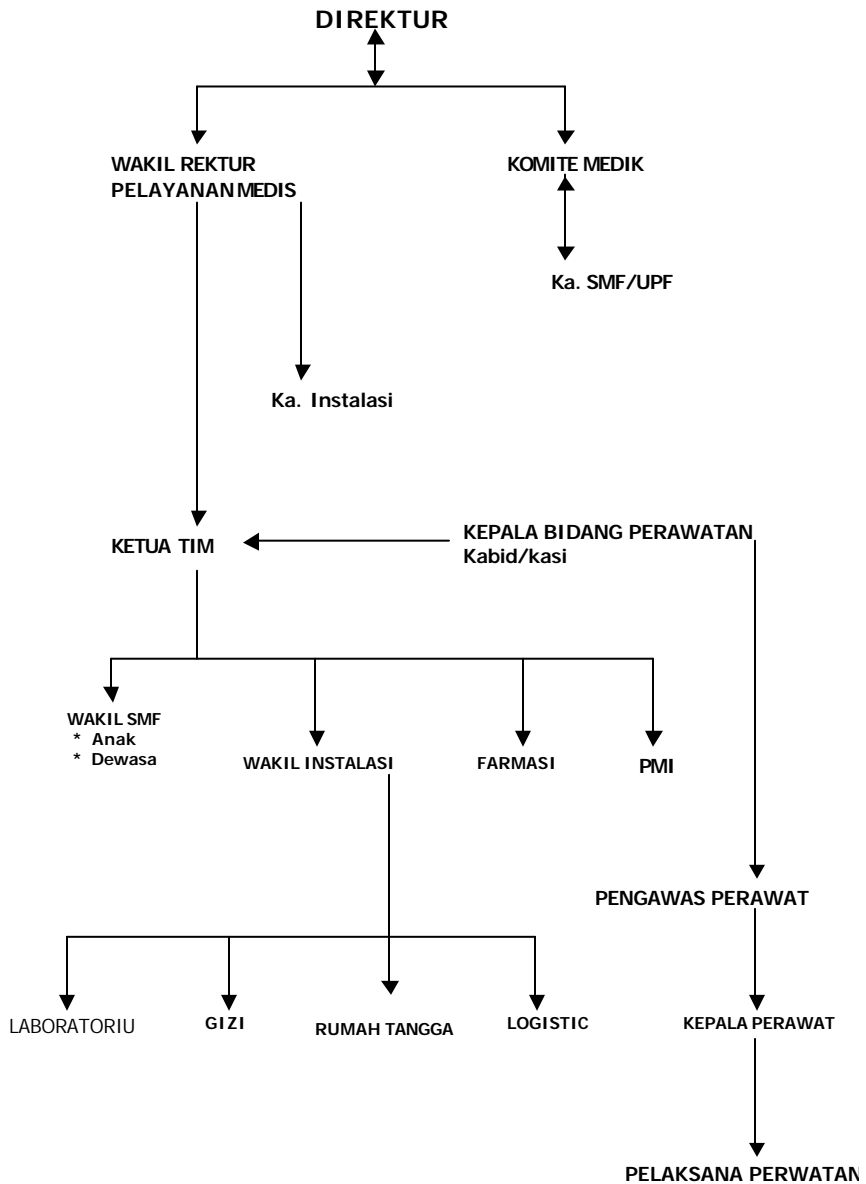 DIREKTUR
WAKIL REKTUR
PELAYANAN MEDIS
KOMITE MEDIK
Ka. SMF/UPF
Ka. Instalasi
KETUA TIM
KEPALA BIDANG PERAWATAN
Kabid/kasi
WAKIL SMF
* Anak
* Dewasa
WAKIL INSTALASI
FARMASI
PMI
PENGAWAS PERAWAT
LABORATORIU
GIZI
RUMAH TANGGA
LOGISTIC
KEPALA PERAWAT
PELAKSANA PERWATAN